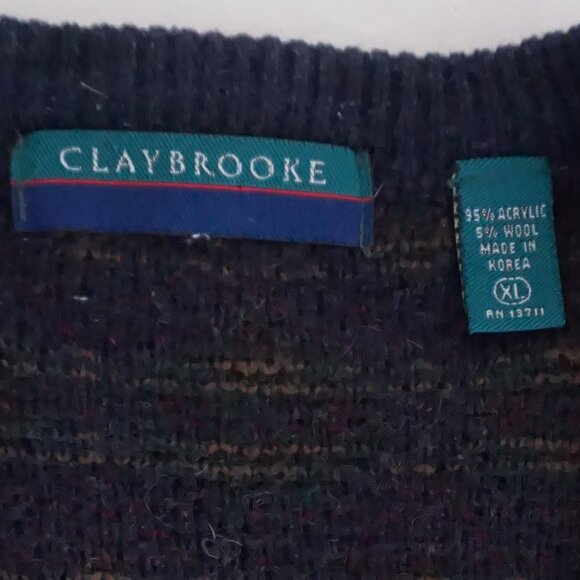 CLAYBROOKE
95% ACRYLIC
5% WOOL
MADE IN
KOREA
XL
RN 13711